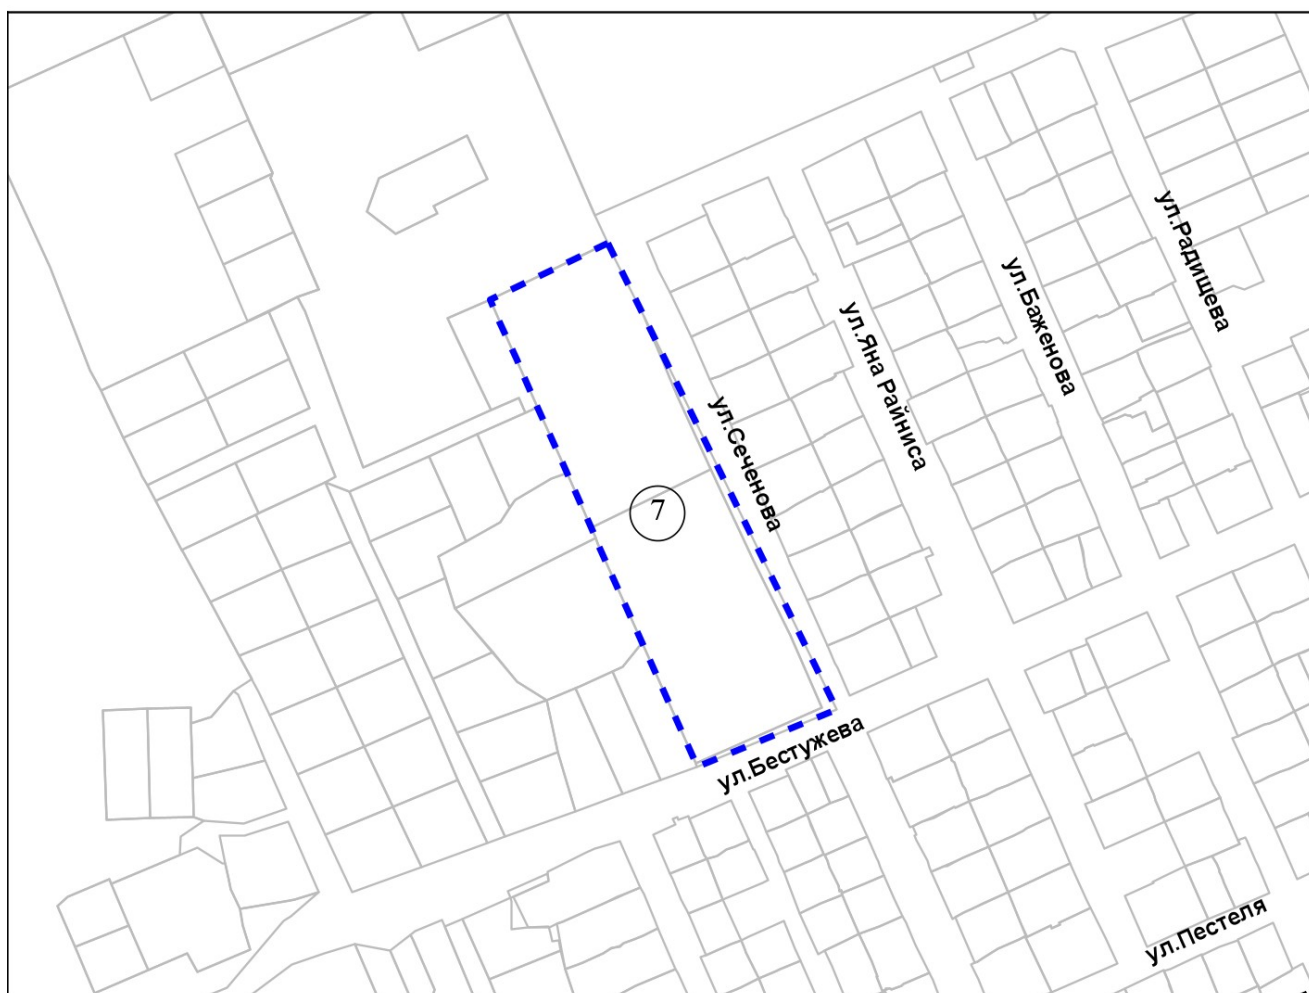 ул.Радищева
ул.Баженова
ул.Яна Райниса
ул.Сеченова
7
ул.Бестужева
ул.Пестеля